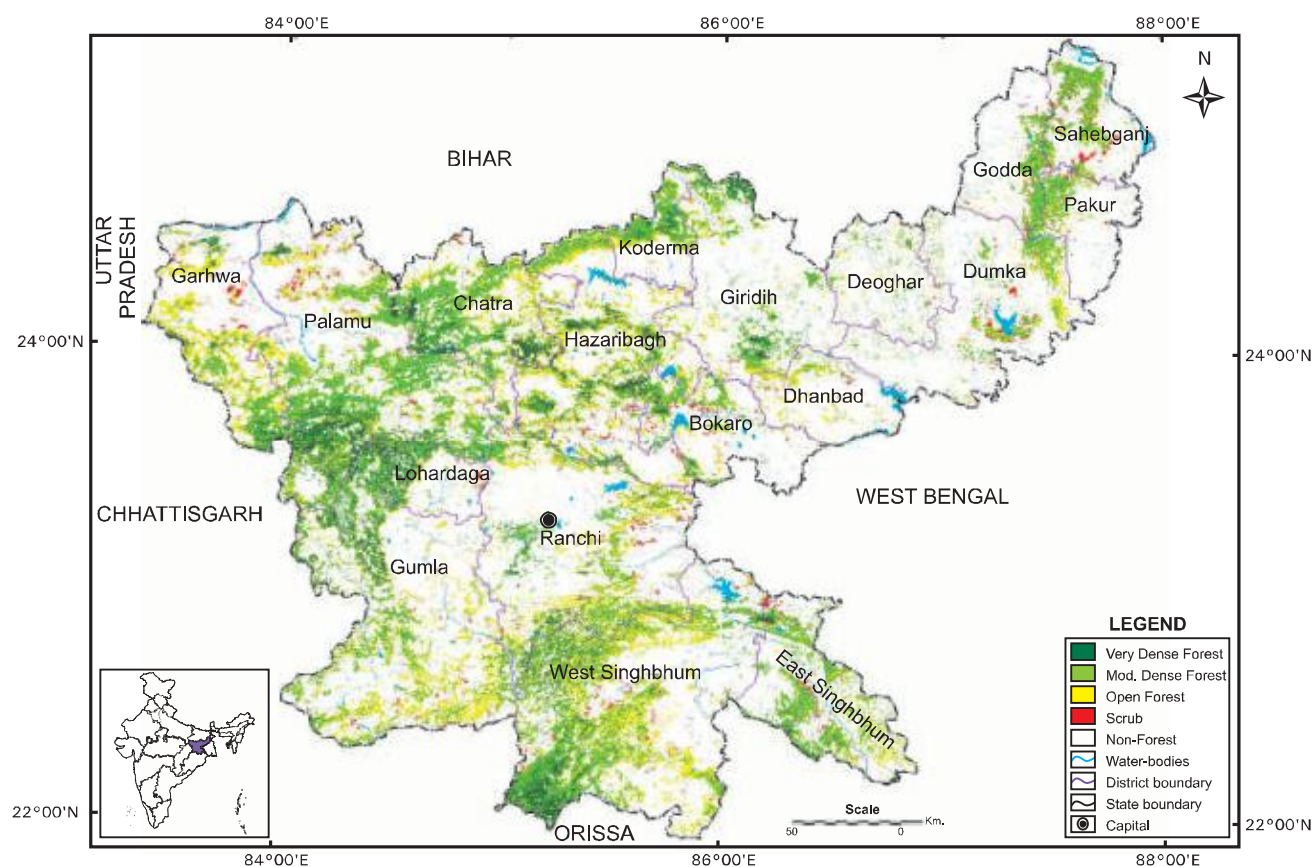 84°00'E 86°00'E 88°00'E
N
BIHAR
Sahebganj
Godda
Pakur
UTTAR
PRADESH
Koderma
Garhwa
Dumka
Deoghar
Chatra
Giridih
Palamu
24°00'N
Hazaribagh
24°00'N
Dhanbad
Bokaro
Lohardaga
WEST BENGAL
CHHATTISGARH
Ranchi
Gumla
West Singhbhum
East Singhbhum
LEGEND
Very Dense Forest
Mod. Dense Forest
Open Forest
Scrub
Non-Forest
Water-bodies
District boundary
State boundary
Capital
Scale
50 0 Km.
22°00'N
ORISSA
22°00'N
84°00'E 86°00'E 88°00'E